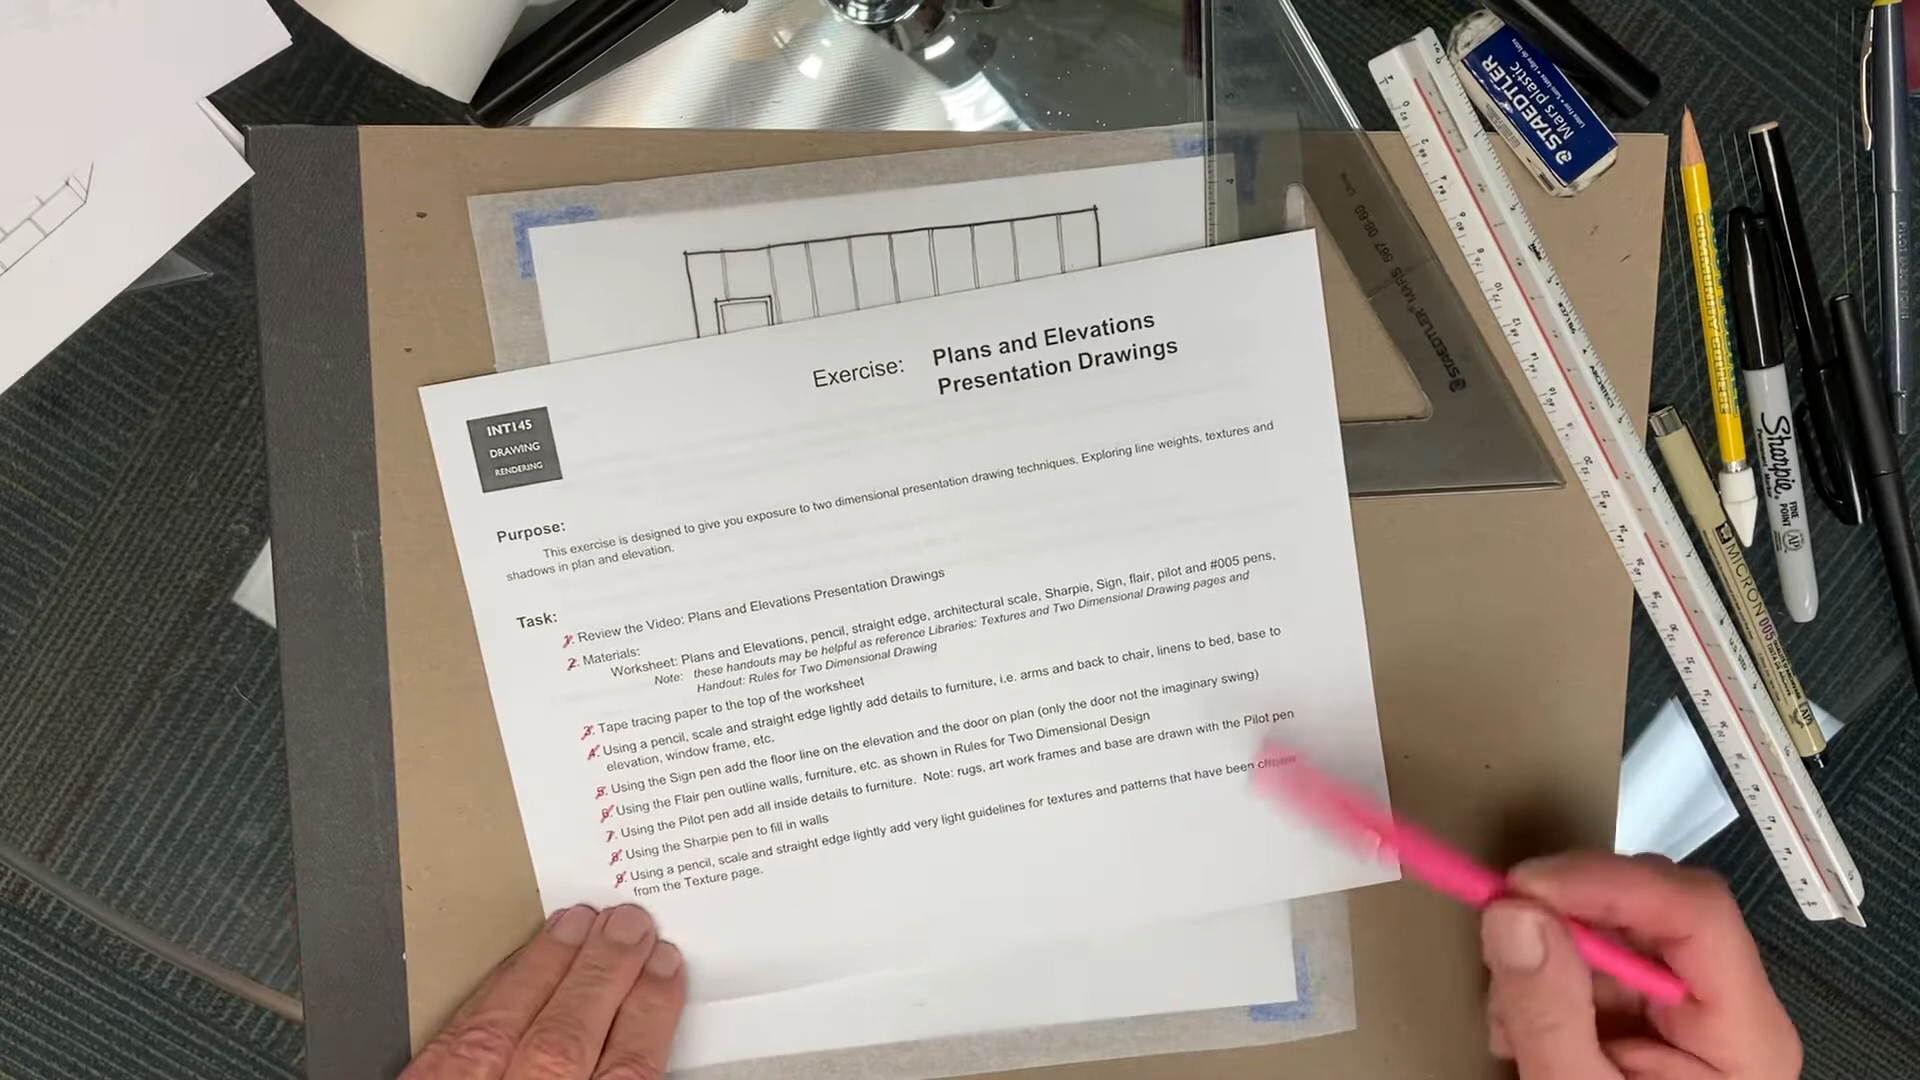 Exercise: Plans and Elevations
Presentation Drawings
INT145
DRAWING
RENDERING
Purpose:
This exercise is designed to give you exposure to two dimensional presentation drawing techniques. Exploring line weights, textures and
shadows in plan and elevation.
Task:
1. Review the Video: Plans and Elevations Presentation Drawings
2. Materials:
Worksheet: Plans and Elevations, pencil, straight edge, architectural scale, Sharpie, Sign, flair, pilot and #005 pens,
Note: these handouts may be helpful as reference Libraries: Textures and Two Dimensional Drawing pages and
Handout: Rules for Two Dimensional Drawing
3. Tape tracing paper to the top of the worksheet
4. Using a pencil, scale and straight edge lightly add details to furniture, i.e. arms and back to chair, linens to bed, base to
elevation, window frame, etc.
5. Using the Sign pen add the floor line on the elevation and the door on plan (only the door not the imaginary swing)
6. Using the Flair pen outline walls, furniture, etc. as shown in Rules for Two Dimensional Design
7. Using the Pilot pen add all inside details to furniture. Note: rugs, art work frames and base are drawn with the Pilot pen
8. Using the Sharpie pen to fill in walls
9. Using a pencil, scale and straight edge lightly add very light guidelines for textures and patterns that have been
from the Texture page.
STAEDTLER
Mars plastic
STAEDTLER MARS 567 08-60
Sharpie
FINE
POINT
AP
MICRON 005
ARCHITECT